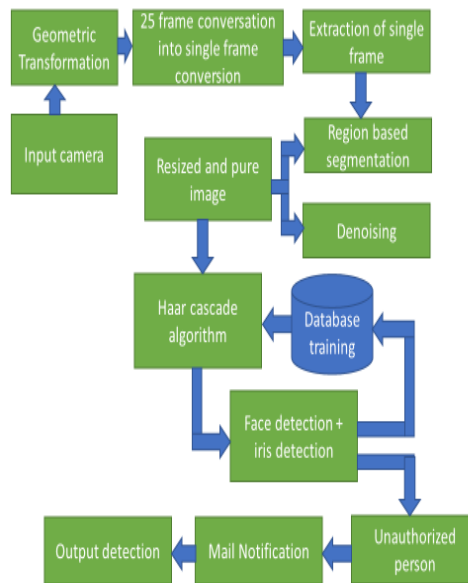 Geometric
Transformation
25 frame conversation
into single frame
conversion
Extraction of single
frame
Input camera
Resized and pure
image
Region based
segmentation
Denoising
Haar cascade
algorithm
Database
training
Face detection +
iris detection
Output detection
Mail Notification
Unauthorized
person